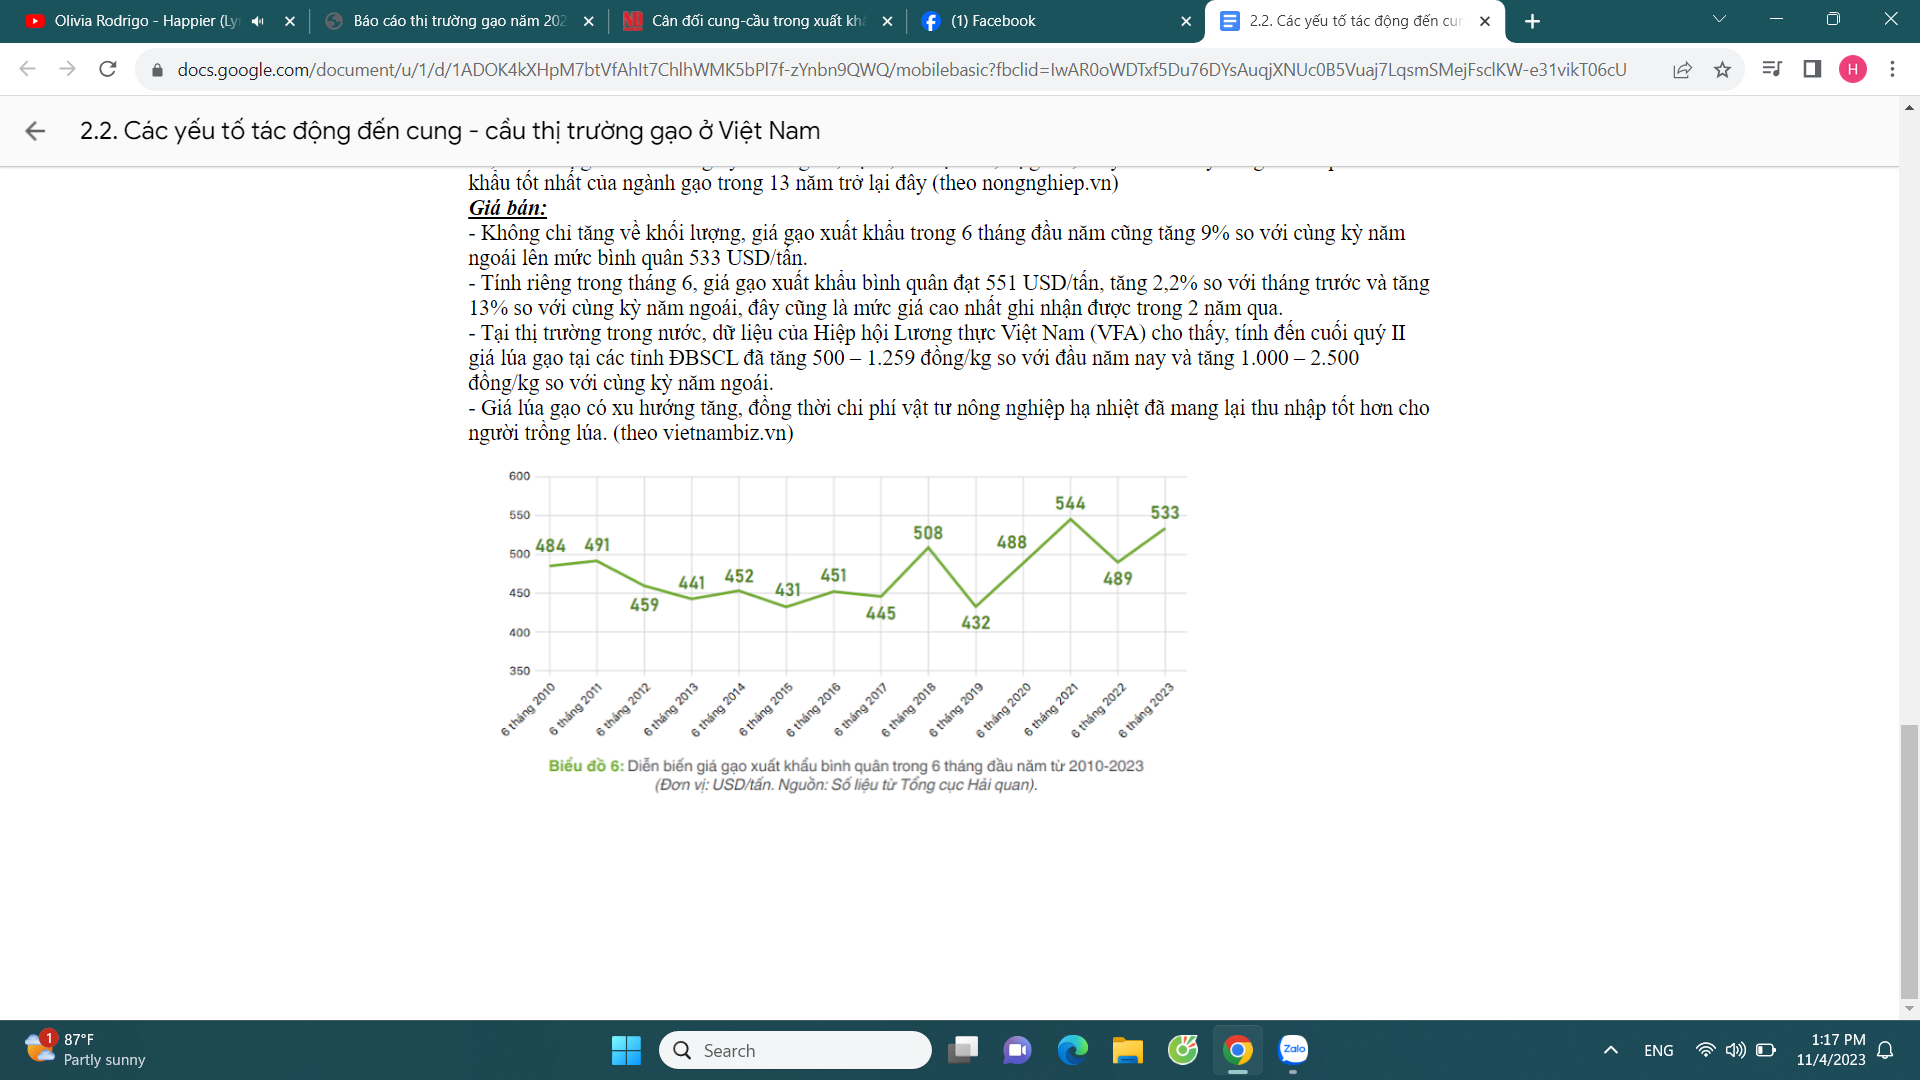 Olivia Rodrigo - Happier (Ly
Báo cáo thị trường gạo năm 202
Cân đối cung-cầu trong xuất kh
(1) Facebook
2.2. Các yếu tố tác động đến cu
docs.google.com/document/u/1/d/1ADOK4kXHpM7btVfAhIt7ChlhWMK5bPl7f-zYnbn9QWQ/mobilebasic?fbclid=IwAR0oWDTxf5Du76DYsAuqjXNUc0B5Vuaj7LqsmSMejFsclKW-e31vikT06cU
H
2.2. Các yếu tố tác động đến cung - cầu thị trường gạo ở Việt Nam
khẩu tốt nhất của ngành gạo trong 13 năm trở lại đây (theo nongnghiep.vn)
Giá bán:
- Không chỉ tăng về khối lượng, giá gạo xuất khẩu trong 6 tháng đầu năm cũng tăng 9% so với cùng kỳ năm
ngoái lên mức bình quân 533 USD/tấn.
- Tính riêng trong tháng 6, giá gạo xuất khẩu bình quân đạt 551 USD/tấn, tăng 2,2% so với tháng trước và tăng
13% so với cùng kỳ năm ngoái, đây cũng là mức giá cao nhất ghi nhận được trong 2 năm qua.
- Tại thị trường trong nước, dữ liệu của Hiệp hội Lương thực Việt Nam (VFA) cho thấy, tính đến cuối quý II
giá lúa gạo tại các tỉnh ĐBSCL đã tăng 500 – 1.259 đồng/kg so với đầu năm nay và tăng 1.000 – 2.500
đồng/kg so với cùng kỳ năm ngoái.
- Giá lúa gạo có xu hướng tăng, đồng thời chi phí vật tư nông nghiệp hạ nhiệt đã mang lại thu nhập tốt hơn cho
người trồng lúa. (theo vietnambiz.vn)
600
550
500
450
400
350
484
491
459
441
452
431
451
445
508
432
488
544
489
533
6 tháng 2010
6 tháng 2011
6 tháng 2012
6 tháng 2013
6 tháng 2014
6 tháng 2015
6 tháng 2016
6 tháng 2017
6 tháng 2018
6 tháng 2019
6 tháng 2020
6 tháng 2021
6 tháng 2022
6 tháng 2023
Biểu đồ 6: Diễn biến giá gạo xuất khẩu bình quân trong 6 tháng đầu năm từ 2010-2023
(Đơn vị: USD/tấn. Nguồn: Số liệu từ Tổng cục Hải quan).
1
87°F
Partly sunny
Search
Zalo
ENG
1:17 PM
11/4/2023